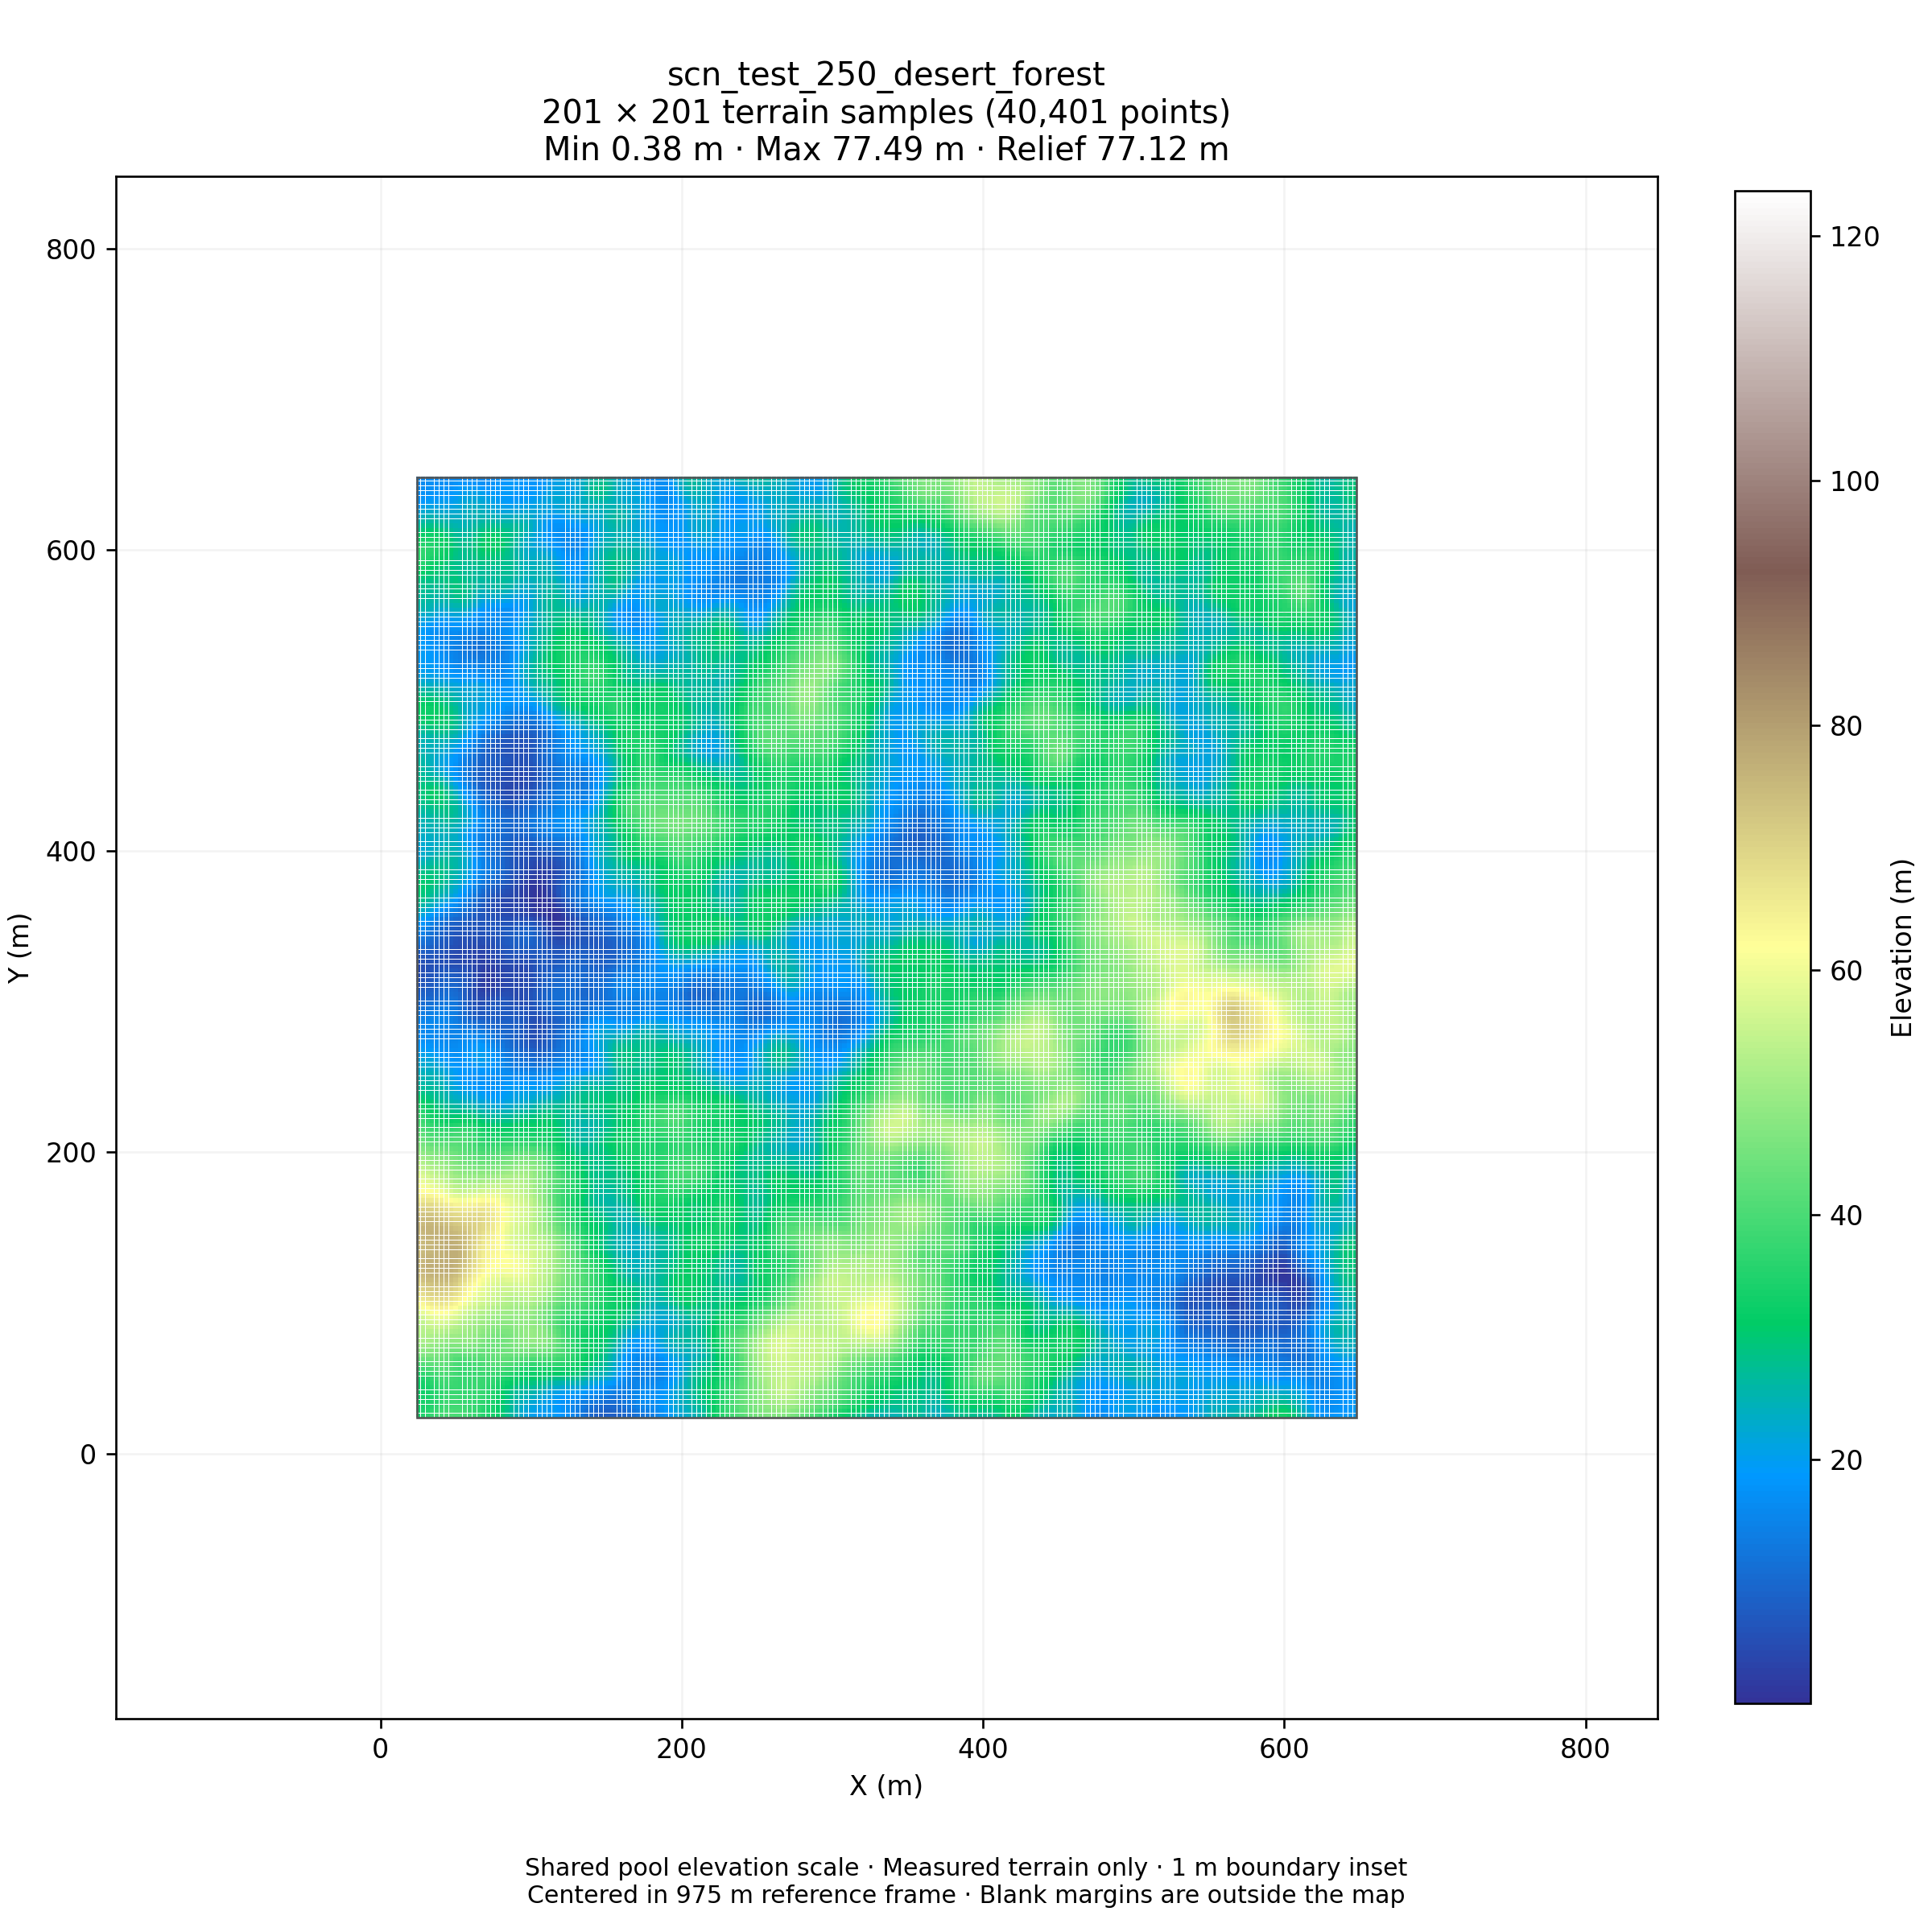 scn_test_250_desert_forest
201 × 201 terrain samples (40,401 points)
Min 0.38 m · Max 77.49 m · Relief 77.12 m
800
600
400
200
0
Y (m)
0
200
400
600
800
X (m)
120
100
80
60
40
20
Elevation (m)
Shared pool elevation scale · Measured terrain only · 1 m boundary inset
Centered in 975 m reference frame · Blank margins are outside the map